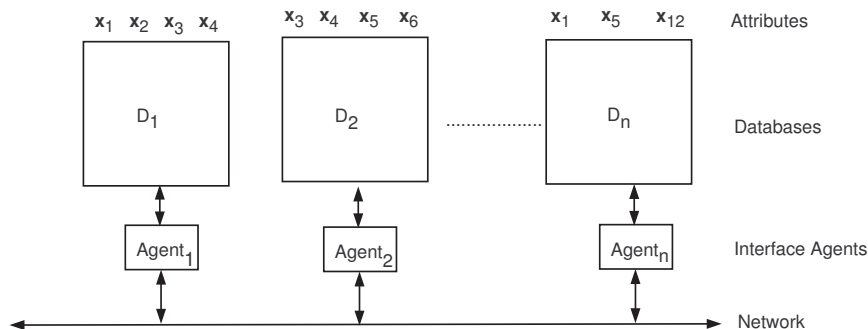 x1 x2 x3 x4 x3 x4 x5 x6 x1 x5 x12 Attributes
D1 D2 Dn Databases
Agent1 Agent2 Agentn Interface Agents
Network